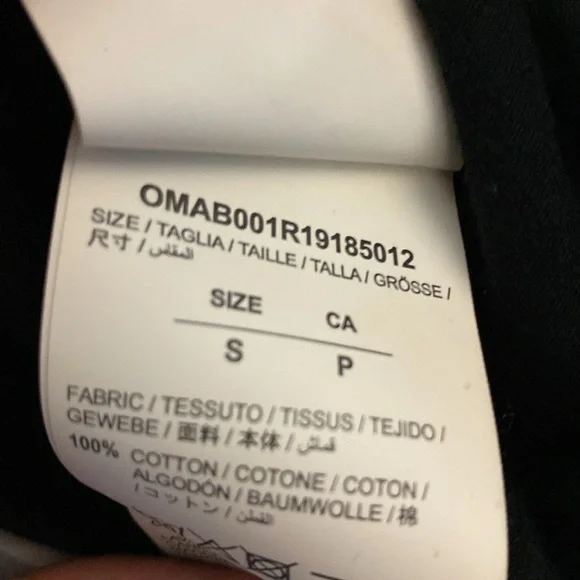 OMAB001R19185012
SIZE / TAGLIA / TAILLE / TALLA / GRÖSSE /
尺寸 / المقاس /
SIZE CA
S P
FABRIC / TESSUTO / TISSUS / TEJIDO /
GEWEBE / 面料 / 本体 / قماش /
100% COTTON / COTONE / COTON /
ALGODÓN / BAUMWOLLE / 棉
/ コットン / القطن /